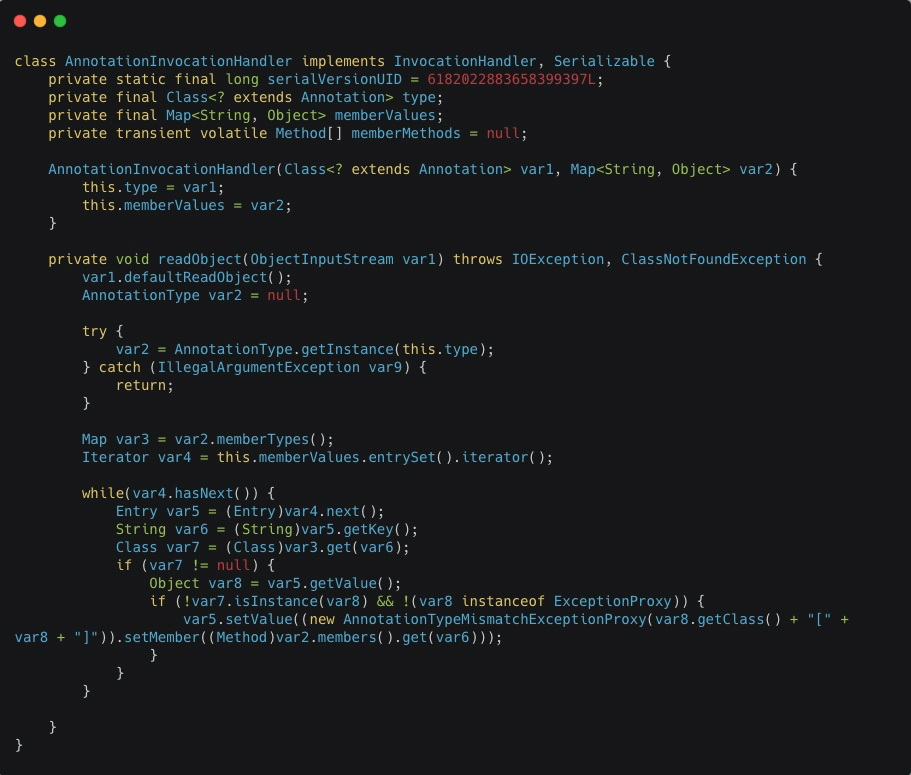 class AnnotationInvocationHandler implements InvocationHandler, Serializable {
    private static final long serialVersionUID = 6182022883658399397L;
    private final Class<? extends Annotation> type;
    private final Map<String, Object> memberValues;
    private transient volatile Method[] memberMethods = null;

    AnnotationInvocationHandler(Class<? extends Annotation> var1, Map<String, Object> var2) {
        this.type = var1;
        this.memberValues = var2;
    }

    private void readObject(ObjectInputStream var1) throws IOException, ClassNotFoundException {
        var1.defaultReadObject();
        AnnotationType var2 = null;

        try {
            var2 = AnnotationType.getInstance(this.type);
        } catch (IllegalArgumentException var9) {
            return;
        }

        Map var3 = var2.memberTypes();
        Iterator var4 = this.memberValues.entrySet().iterator();

        while(var4.hasNext()) {
            Entry var5 = (Entry)var4.next();
            String var6 = (String)var5.getKey();
            Class var7 = (Class)var3.get(var6);
            if (var7 != null) {
                Object var8 = var5.getValue();
                if (!var7.isInstance(var8) && !(var8 instanceof ExceptionProxy)) {
                    var5.setValue((new AnnotationTypeMismatchExceptionProxy(var8.getClass() + "[" +
var8 + "]")).setMember((Method)var2.members().get(var6)));
                }
            }
        }

    }
}